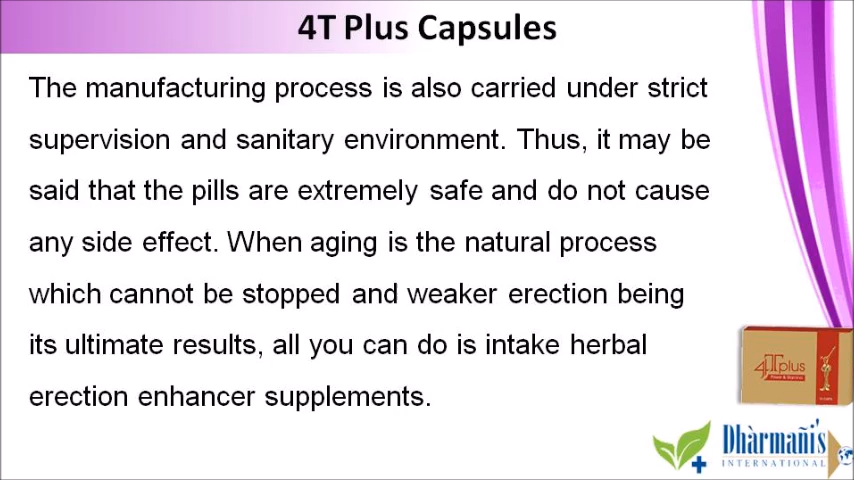 4T Plus Capsules
The manufacturing process is also carried under strict
supervision and sanitary environment. Thus, it may be
said that the pills are extremely safe and do not cause
any side effect. When aging is the natural process
which cannot be stopped and weaker erection being
its ultimate results, all you can do is intake herbal
erection enhancer supplements.
4Tplus
Dhàrmañi's
INTERNATIONAL